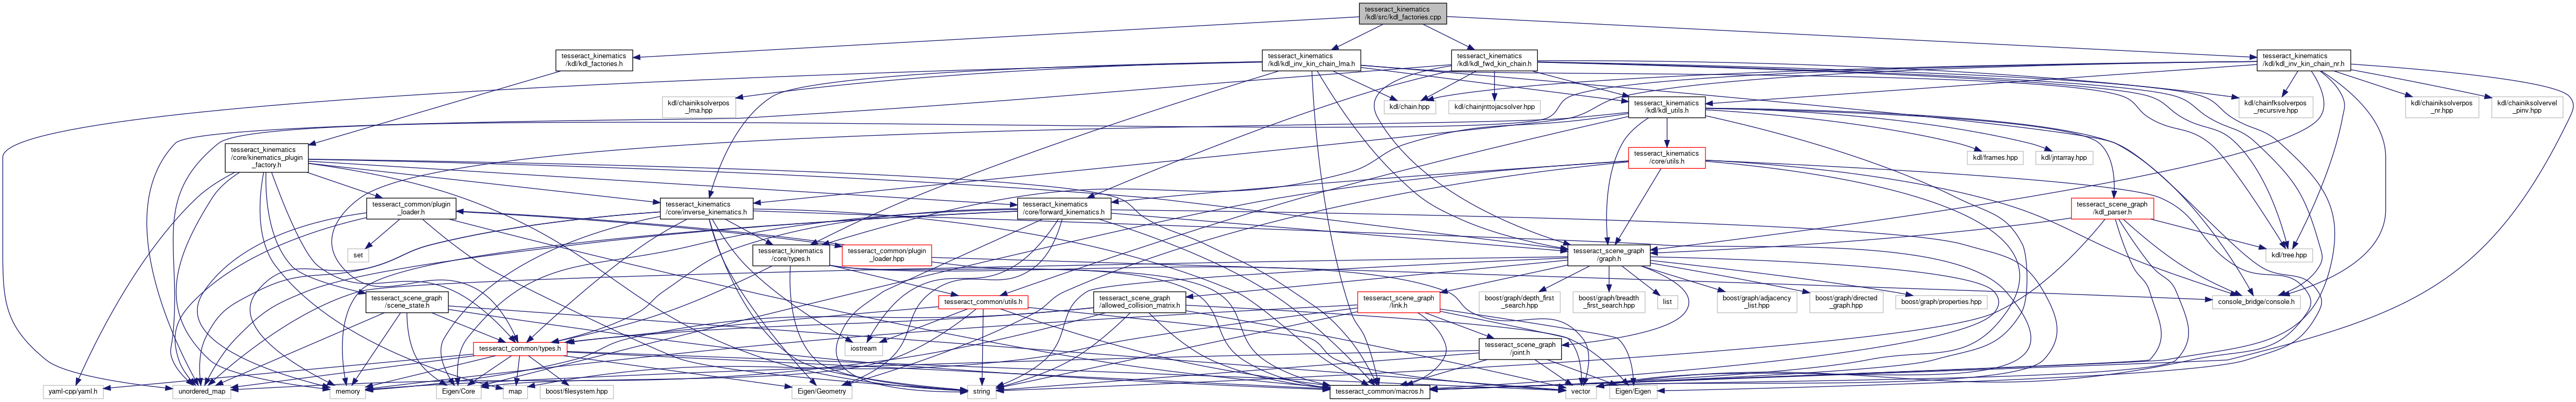 tesseract_kinematics
/kdl/src/kdl_factories.cpp
tesseract_kinematics
/kdl/kdl_factories.h
tesseract_kinematics
/kdl/kdl_inv_kin_chain_lma.h
tesseract_kinematics
/kdl/kdl_fwd_kin_chain.h
tesseract_kinematics
/kdl/kdl_inv_kin_chain_nr.h
kdl/chainiksolverpos
_lma.hpp
kdl/chain.hpp
kdl/chainjnttojacsolver.hpp
tesseract_kinematics
/kdl/kdl_utils.h
kdl/chainfksolverpos
_recursive.hpp
kdl/chainiksolverpos
_nr.hpp
kdl/chainiksolvervel
_pinv.hpp
tesseract_kinematics
/core/kinematics_plugin
_factory.h
tesseract_kinematics
/core/utils.h
kdl/frames.hpp
kdl/jntarray.hpp
tesseract_common/plugin
_loader.h
tesseract_kinematics
/core/inverse_kinematics.h
tesseract_kinematics
/core/forward_kinematics.h
tesseract_scene_graph
/kdl_parser.h
set
tesseract_kinematics
/core/types.h
tesseract_common/plugin
_loader.hpp
tesseract_scene_graph
/graph.h
kdl/tree.hpp
tesseract_scene_graph
/scene_state.h
tesseract_common/utils.h
tesseract_scene_graph
/allowed_collision_matrix.h
tesseract_scene_graph
/link.h
boost/graph/depth_first
_search.hpp
boost/graph/breadth
_first_search.hpp
list
boost/graph/adjacency
_list.hpp
boost/graph/directed
_graph.hpp
boost/graph/properties.hpp
console_bridge/console.h
tesseract_common/types.h
iostream
tesseract_scene_graph
/joint.h
yaml-cpp/yaml.h
unordered_map
memory
Eigen/Core
map
boost/filesystem.hpp
Eigen/Geometry
string
tesseract_common/macros.h
vector
Eigen/Eigen